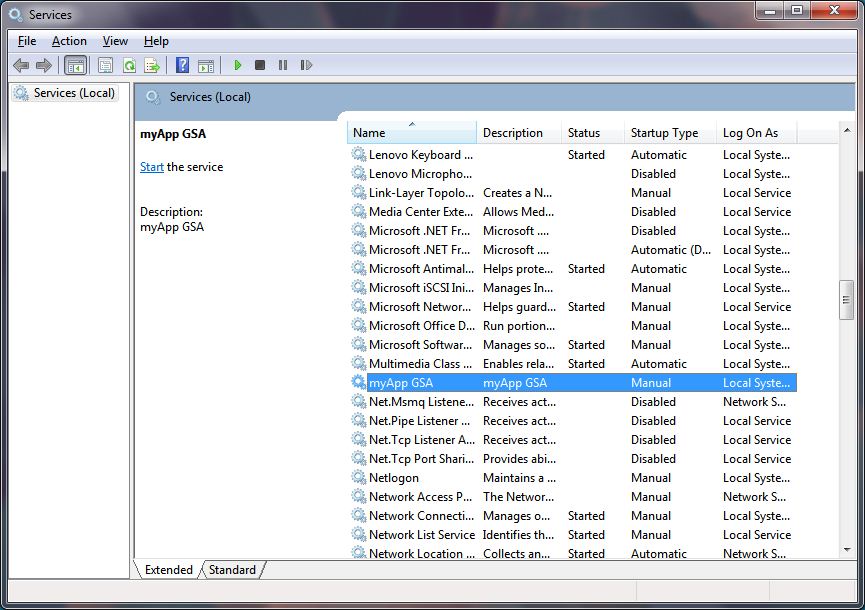 Services
File Action View Help
Services (Local)
Services (Local)
myApp GSA
Start the service
Description:
myApp GSA
Name Description Status Startup Type Log On As
Lenovo Keyboard ... Started Automatic Local Syste...
Lenovo Micropho... Disabled Local Syste...
Link-Layer Topolo... Creates a N... Manual Local Service
Media Center Exte... Allows Med... Disabled Local Service
Microsoft .NET Fr... Microsoft .... Disabled Local Syste...
Microsoft .NET Fr... Microsoft .... Automatic (D... Local Syste...
Microsoft Antimal... Helps prote... Started Automatic Local Syste...
Microsoft iSCSI Ini... Manages In... Manual Local Syste...
Microsoft Networ... Helps guard... Started Manual Local Service
Microsoft Office D... Run portion... Manual Local Syste...
Microsoft Softwar... Manages so... Started Manual Local Syste...
Multimedia Class ... Enables rela... Started Automatic Local Syste...
myApp GSA myApp GSA Manual Local Syste...
Net.Msmq Listene... Receives act... Disabled Network S...
Net.Pipe Listener ... Receives act... Disabled Local Service
Net.Tcp Listener A... Receives act... Disabled Local Service
Net.Tcp Port Shari... Provides abi... Disabled Local Service
Netlogon Maintains a ... Manual Local Syste...
Network Access P... The Networ... Manual Network S...
Network Connecti... Manages o... Started Manual Local Syste...
Network List Service Identifies th... Started Manual Local Service
Network Location ... Collects an... Started Automatic Network S...
Extended Standard